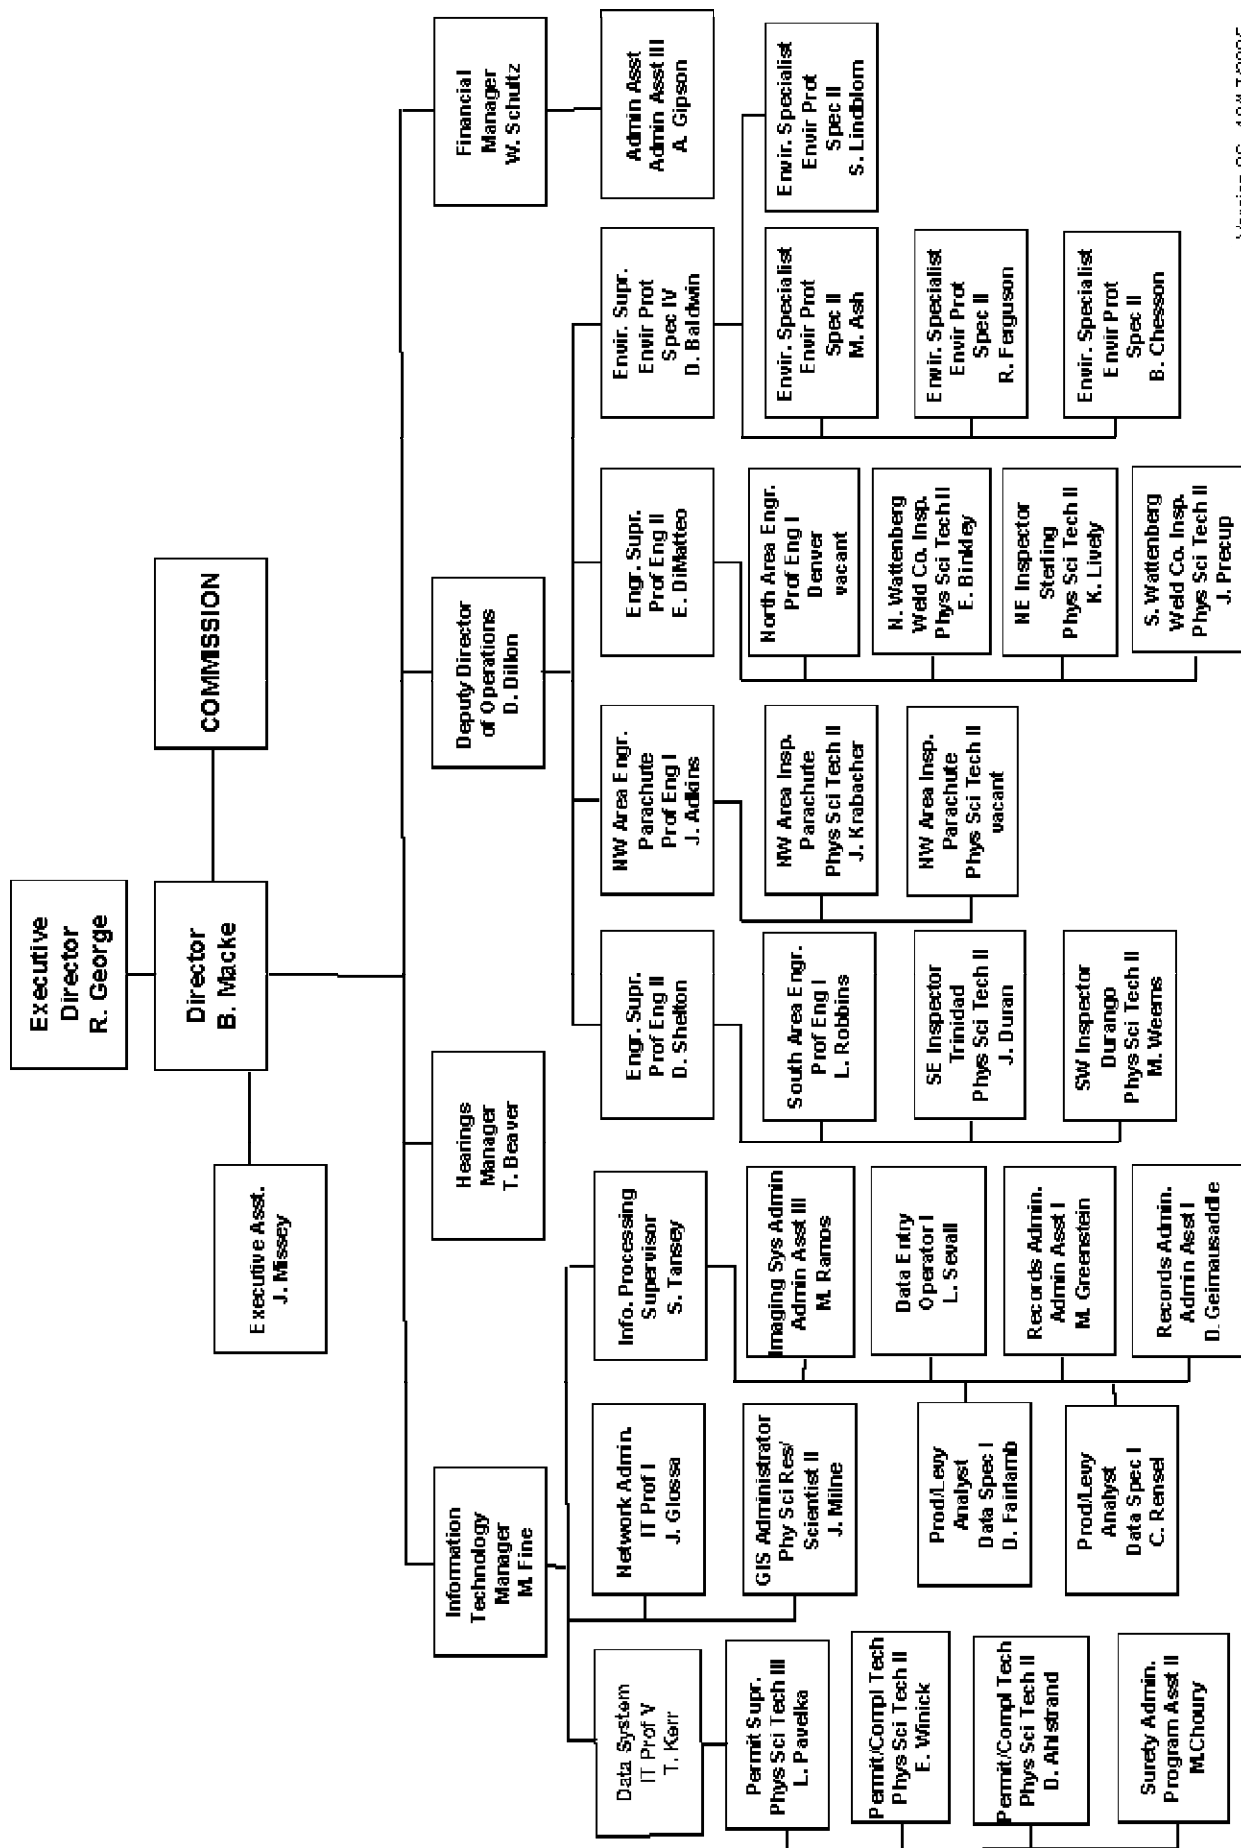 Executive
Director
R. George
Director
B. Macke
COMMISSION
Executive Asst.
J. Missey
Information
Technology
Manager
M. Fine
Hearings
Manager
T. Beaver
Deputy Director
of Operations
D. Dillon
Financial
Manager
W. Schultz
Data System
IT Prof V
T. Kerr
Network Admin.
IT Prof I
J. Glossa
Info. Processing
Supervisor
S. Tansey
Engr. Supr.
Prof Eng II
D. Shelton
NW Area Engr.
Parachute
Prof Eng I
J. Adkins
Engr. Supr.
Prof Eng II
E. DiMatteo
Envir. Supr.
Envir Prot
Spec IV
D. Baldwin
Admin Asst
Admin Asst III
A. Gipson
Permit Supr.
Phys Sci Tech III
L. Pavelka
GIS Administrator
Phy Sci Res/
Scientist II
J. Milne
Imaging Sys Admin
Admin Asst III
M. Ramos
South Area Engr.
Prof Eng I
L. Robbins
NW Area Insp.
Parachute
Phys Sci Tech II
J. Krabacher
North Area Engr.
Prof Eng I
Denver
vacant
Envir. Specialist
Envir Prot
Spec II
M. Ash
Envir. Specialist
Envir Prot
Spec II
S. Lindblom
Permit/Compl Tech
Phys Sci Tech II
E. Winick
Prod/Levy
Analyst
Data Spec I
D. Fairlamb
Data Entry
Operator I
L. Sevall
SE Inspector
Trinidad
Phys Sci Tech II
J. Duran
NW Area Insp.
Parachute
Phys Sci Tech II
vacant
N. Wattenberg
Weld Co. Insp.
Phys Sci Tech II
E. Binkley
Envir. Specialist
Envir Prot
Spec II
R. Ferguson
Permit/Compl Tech
Phys Sci Tech II
D. Ahlstrand
Prod/Levy
Analyst
Data Spec I
C. Rensel
Records Admin.
Admin Asst I
M. Greenstein
SW Inspector
Durango
Phys Sci Tech II
M. Weems
NE Inspector
Sterling
Phys Sci Tech II
K. Lively
Envir. Specialist
Envir Prot
Spec II
B. Chesson
Surety Admin.
Program Asst II
M.Choury
Records Admin.
Admin Asst I
D. Geimausaddle
S. Wattenberg
Weld Co. Insp.
Phys Sci Tech II
J. Precup